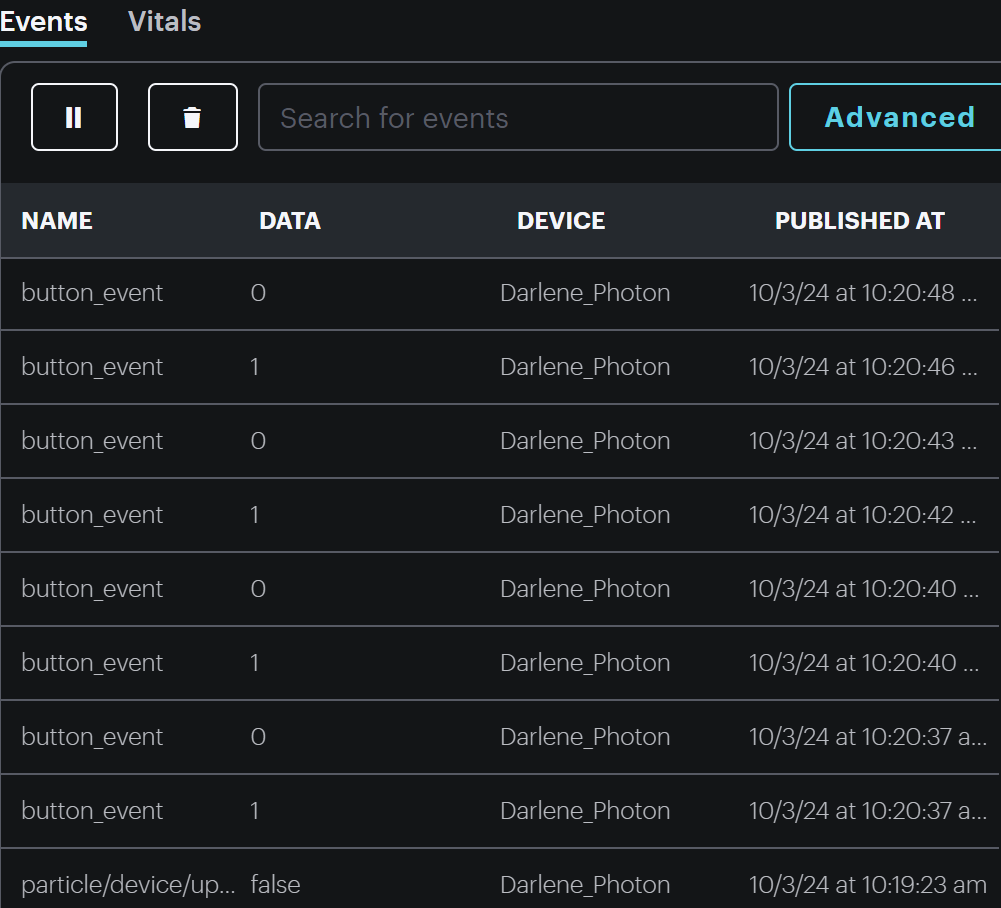 Events Vitals
Search for events Advanced
NAME DATA DEVICE PUBLISHED AT
button_event 0 Darlene_Photon 10/3/24 at 10:20:48 ...
button_event 1 Darlene_Photon 10/3/24 at 10:20:46 ...
button_event 0 Darlene_Photon 10/3/24 at 10:20:43 ...
button_event 1 Darlene_Photon 10/3/24 at 10:20:42 ...
button_event 0 Darlene_Photon 10/3/24 at 10:20:40 ...
button_event 1 Darlene_Photon 10/3/24 at 10:20:40 ...
button_event 0 Darlene_Photon 10/3/24 at 10:20:37 a...
button_event 1 Darlene_Photon 10/3/24 at 10:20:37 a...
particle/device/up... false Darlene_Photon 10/3/24 at 10:19:23 am